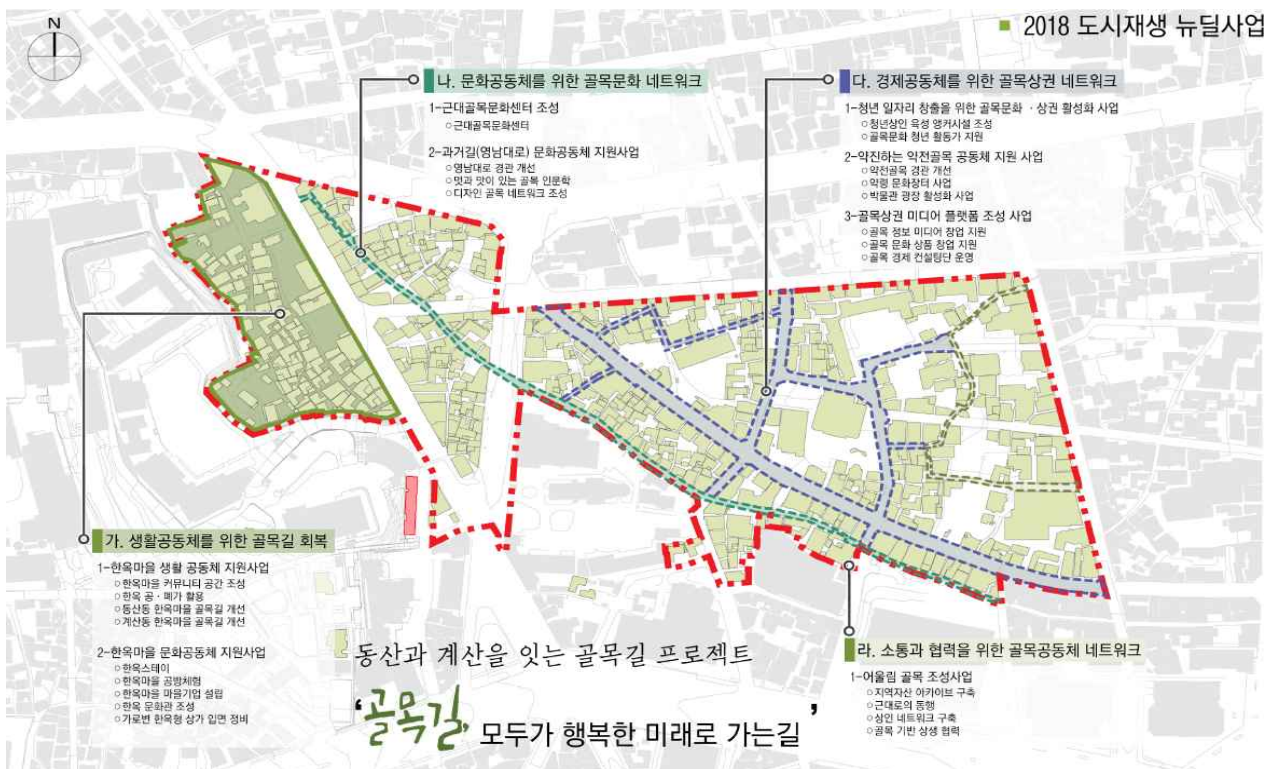 N
■ 2018 도시재생 뉴딜사업
나. 문화공동체를 위한 골목문화 네트워크
1-근대골목문화센터 조성
○근대골목문화센터
2-과거길(영남대로) 문화공동체 지원사업
○영남대로 경관 개선
○멋과 맛이 있는 골목 인문학
○디자인 골목 네트워크 조성
다. 경제공동체를 위한 골목상권 네트워크
1-청년 일자리 창출을 위한 골목문화 · 상권 활성화 사업
○청년상인 육성 앵커시설 조성
○골목문화 청년 활동가 지원
2-약진하는 약전골목 공동체 지원 사업
○약전골목 경관 개선
○약령 문화장터 사업
○박물관 광장 활성화 사업
3-골목상권 미디어 플랫폼 조성 사업
○골목 정보 미디어 창업 지원
○골목 문화 상품 창업 지원
○골목 경제 컨설팅단 운영
가. 생활공동체를 위한 골목길 회복
1-한옥마을 생활 공동체 지원사업
○한옥마을 커뮤니티 공간 조성
○한옥 공 · 폐가 활용
○동산동 한옥마을 골목길 개선
○계산동 한옥마을 골목길 개선
2-한옥마을 문화공동체 지원사업
○한옥스테이
○한옥마을 공방체험
○한옥마을 마을기업 설립
○한옥 문화관 조성
○가로변 한옥형 상가 입면 정비
라. 소통과 협력을 위한 골목공동체 네트워크
1-어울림 골목 조성사업
○지역자산 아카이브 구축
○근대로의 동행
○상인 네트워크 구축
○골목 기반 상생 협력
동산과 계산을 잇는 골목길 프로젝트
‘골목길, 모두가 행복한 미래로 가는길’